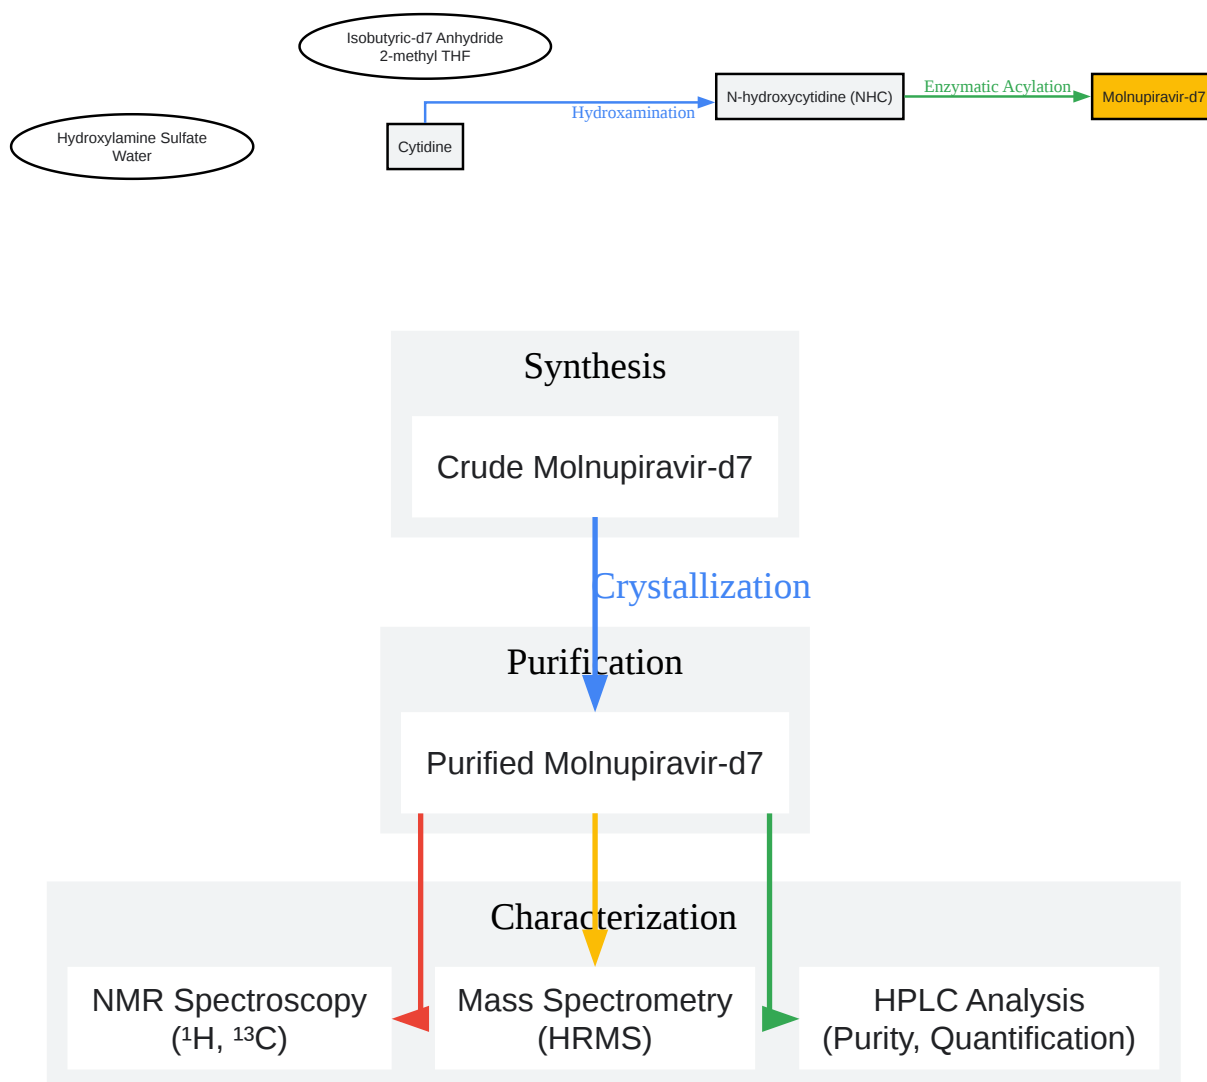 Isobutyric-d7 Anhydride
2-methyl THF
Hydroxylamine Sulfate
Water
Cytidine
Hydroxamination
N-hydroxycytidine (NHC)
Enzymatic Acylation
Molnupiravir-d7
Synthesis
Crude Molnupiravir-d7
Crystallization
Purification
Purified Molnupiravir-d7
Characterization
NMR Spectroscopy
(¹H, ¹³C)
Mass Spectrometry
(HRMS)
HPLC Analysis
(Purity, Quantification)